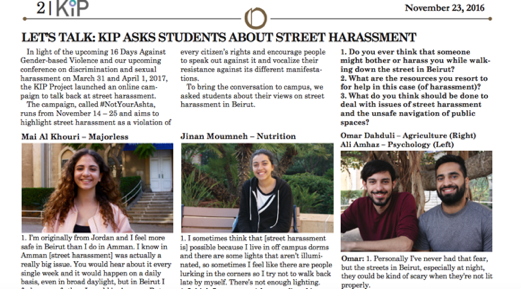 2 | KiP
November 23, 2016
LET'S TALK: KIP ASKS STUDENTS ABOUT STREET HARASSMENT
In light of the upcoming 16 Days Against
Gender-based Violence and our upcoming
conference on discrimination and sexual
harassment on March 31 and April 1, 2017,
the KIP Project launched an online cam-
paign to talk back at street harassment.
The campaign, called #NotYourAshta,
runs from November 14 – 25 and aims to
highlight street harassment as a violation of
every citizen's rights and encourage people
to speak out against it and vocalize their
resistance against its different manifesta-
tions.
To bring the conversation to campus, we
asked students about their views on street
harassment in Beirut.
1. Do you ever think that someone
might bother or harass you while walk-
ing down the street in Beirut?
2. What are the resources you resort to
for help in this case (of harassment)?
3. What do you think should be done to
deal with issues of street harassment
and the unsafe navigation of public
spaces?
Mai Al Khouri – Majorless
1. I'm originally from Jordan and I feel more
safe in Beirut than I do in Amman. I know in
Amman [street harassment] was actually a
really big issue. You would hear about it every
single week and it would happen on a daily
basis, even in broad daylight, but in Beirut I
Jinan Moumneh – Nutrition
1. I sometimes think that [street harassment
is] possible because I live in off campus dorms
and there are some lights that aren't illumi-
nated, so sometimes I feel like there are people
lurking in the corners so I try not to walk back
late by myself. There's not enough lighting.
Omar Dahduli – Agriculture (Right)
Ali Amhaz – Psychology (Left)
Omar: 1. Personally I've never had that fear,
but the streets in Beirut, especially at night,
they could be kind of scary when they're not lit
properly.